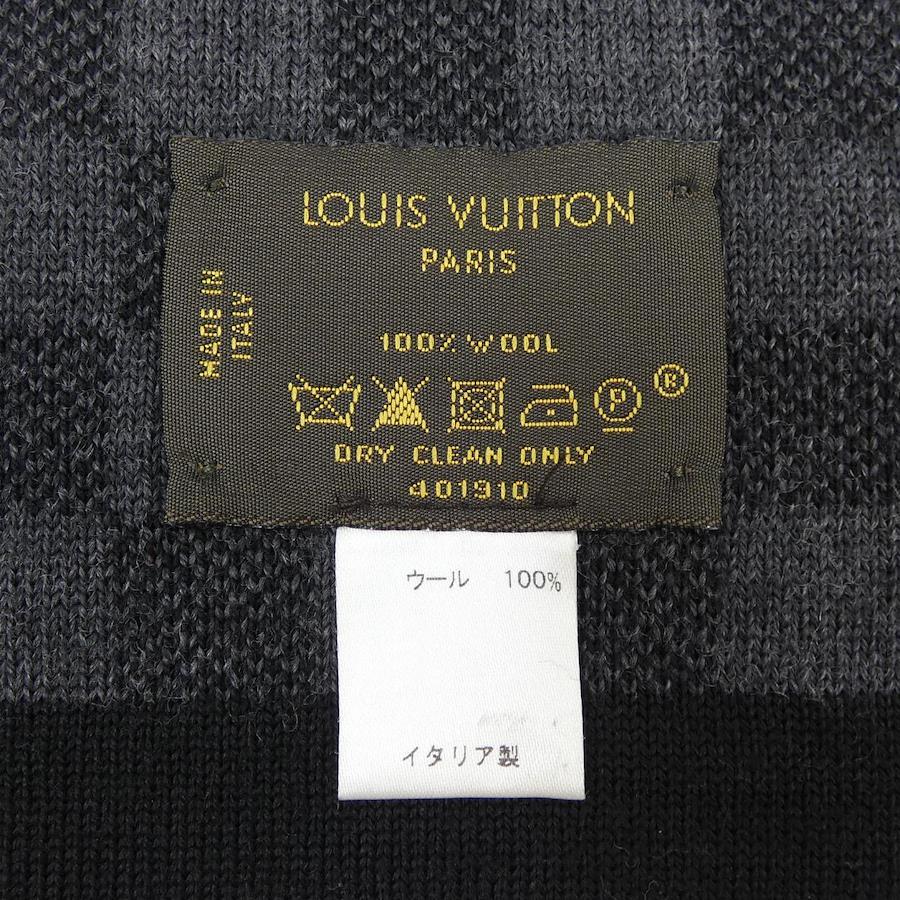 LOUIS VUITTON
PARIS
MADE IN
ITALY
100% WOOL
P
R
DRY CLEAN ONLY
401910
ウール 100%
イタリア製